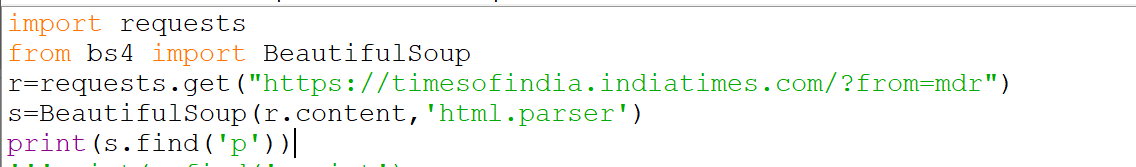 import requests
from bs4 import BeautifulSoup
r=requests.get("https://timesofindia.indiatimes.com/?from=mdr")
s=BeautifulSoup(r.content,'html.parser')
print(s.find('p'))